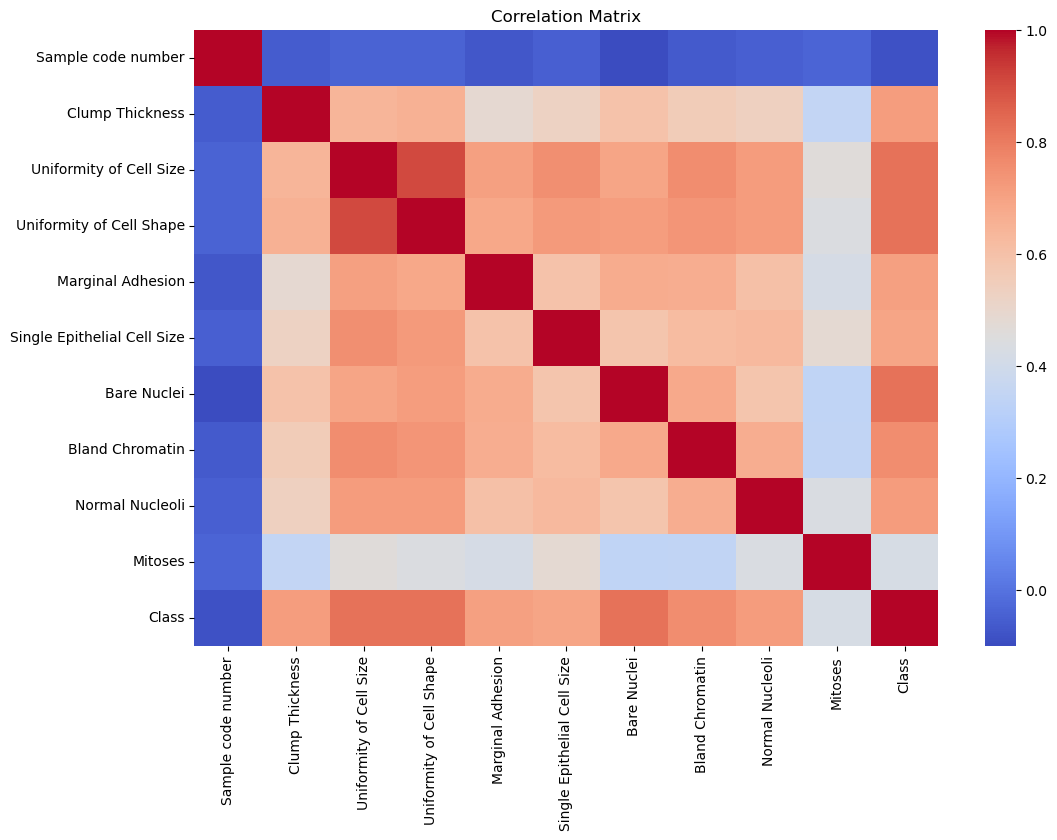 Correlation Matrix
Sample code number
Clump Thickness
Uniformity of Cell Size
Uniformity of Cell Shape
Marginal Adhesion
Single Epithelial Cell Size
Bare Nuclei
Bland Chromatin
Normal Nucleoli
Mitoses
Class
Sample code number
Clump Thickness
Uniformity of Cell Size
Uniformity of Cell Shape
Marginal Adhesion
Single Epithelial Cell Size
Bare Nuclei
Bland Chromatin
Normal Nucleoli
Mitoses
Class
1.0
0.8
0.6
0.4
0.2
0.0